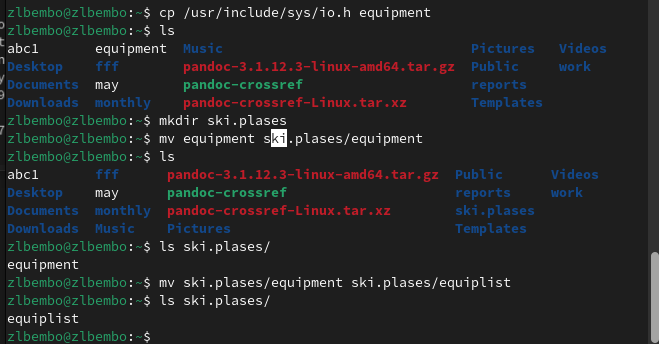 zlbembo@zlbembo:~$ cp /usr/include/sys/io.h equipment
zlbembo@zlbembo:~$ ls
abc1 equipment Music Pictures Videos
Desktop fff pandoc-3.1.12.3-linux-amd64.tar.gz Public work
Documents may pandoc-crossref reports
Downloads monthly pandoc-crossref-Linux.tar.xz Templates
zlbembo@zlbembo:~$ mkdir ski.plases
zlbembo@zlbembo:~$ mv equipment ski.plases/equipment
zlbembo@zlbembo:~$ ls
abc1 fff pandoc-3.1.12.3-linux-amd64.tar.gz Public Videos
Desktop may pandoc-crossref reports work
Documents monthly pandoc-crossref-Linux.tar.xz ski.plases
Downloads Music Pictures Templates
zlbembo@zlbembo:~$ ls ski.plases/
equipment
zlbembo@zlbembo:~$ mv ski.plases/equipment ski.plases/equiplist
zlbembo@zlbembo:~$ ls ski.plases/
equiplist
zlbembo@zlbembo:~$